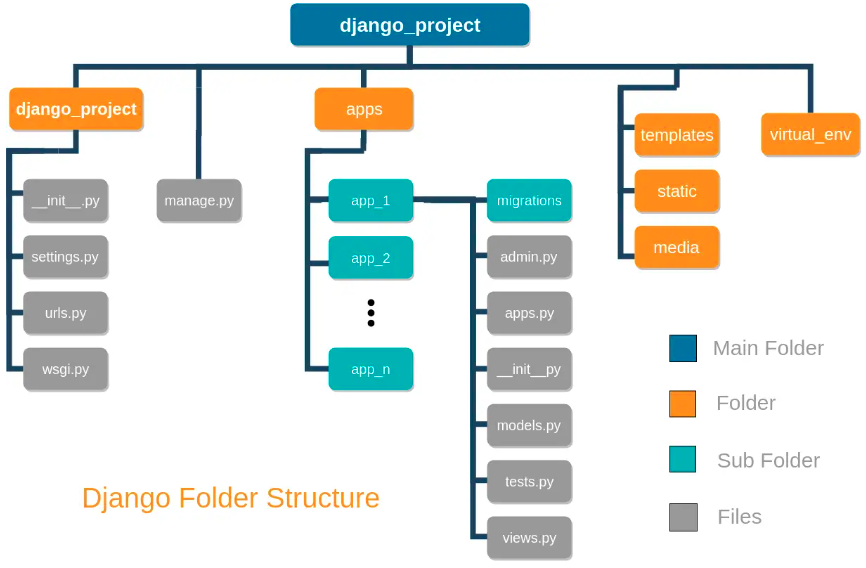 django_project
django_project
apps
templates
virtual_env
static
media
__init__.py
settings.py
urls.py
wsgi.py
manage.py
app_1
app_2
app_n
migrations
admin.py
apps.py
__init__py
models.py
tests.py
views.py
Main Folder
Folder
Sub Folder
Files
Django Folder Structure